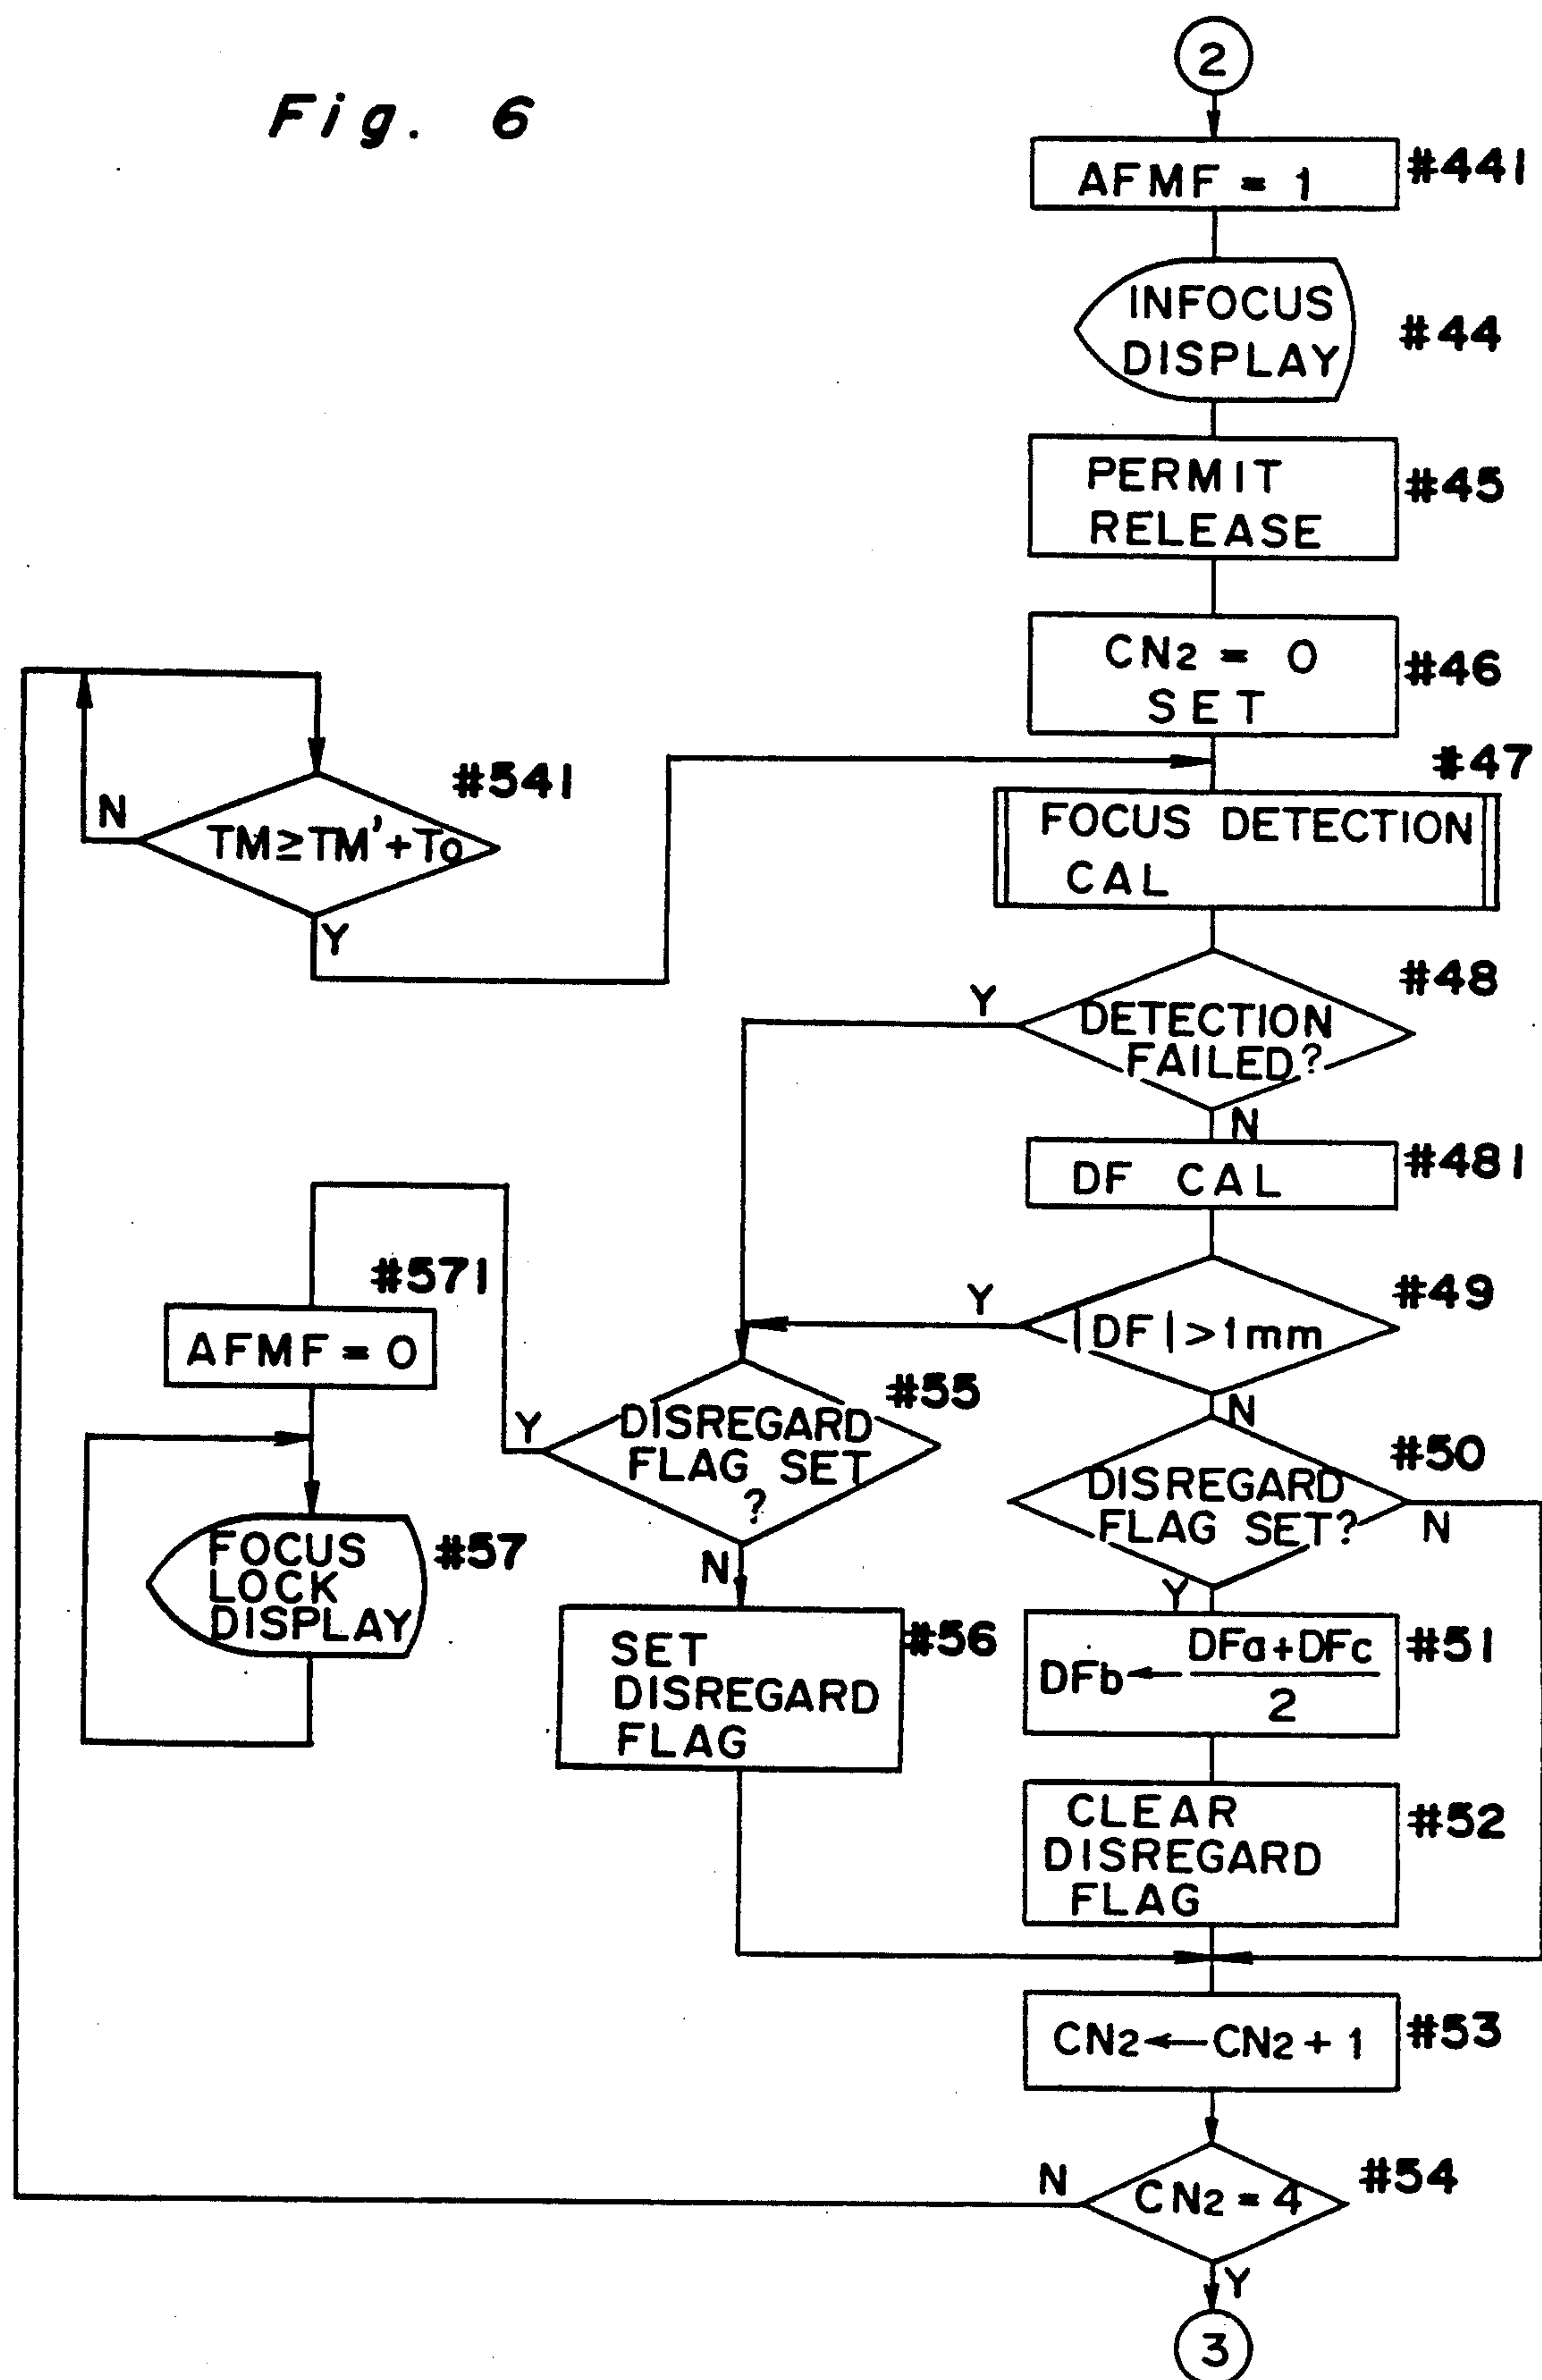 Fig. 6
2
AFMF = 1
#441
INFOCUS
DISPLAY
#44
PERMIT
RELEASE
#45
CN2 = 0
SET
#46
#47
FOCUS DETECTION
CAL
#541
N
TM≥TM'+To
Y
#48
Y
DETECTION
FAILED?
N
DF CAL
#481
#571
AFMF = 0
#49
Y
|DF|>1mm
N
#55
Y
DISREGARD
FLAG SET
?
N
#50
DISREGARD
FLAG SET?
N
Y
FOCUS
LOCK
DISPLAY
#57
SET
DISREGARD
FLAG
#56
DFb←DFa+DFc
2
#51
CLEAR
DISREGARD
FLAG
#52
CN2←CN2+1
#53
N
CN2=4
#54
Y
3